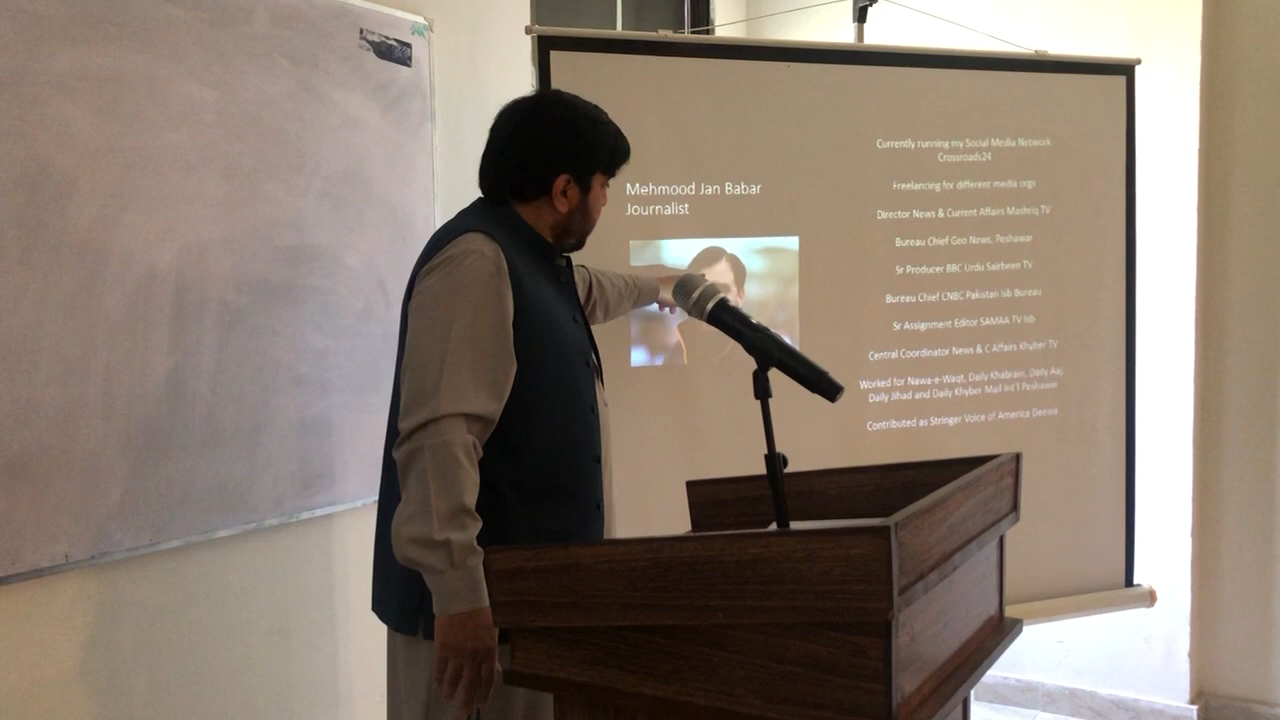 Mehmood Jan Babar
Journalist
Currently running my Social Media Network
Crossroads24
Freelancing for different media orgs
Director News & Current Affairs Mashriq TV
Bureau Chief Geo News, Peshawar
Sr Producer BBC Urdu Sairbeen TV
Bureau Chief CNBC Pakistan Isb Bureau
Sr Assignment Editor SAMAA TV Isb
Central Coordinator News & C Affairs Khyber TV
Worked for Nawa-e-Waqt, Daily Khabrain, Daily Aaj,
Daily Jihad and Daily Khyber Mail Int'l Peshawar
Contributed as Stringer Voice of America Deewa